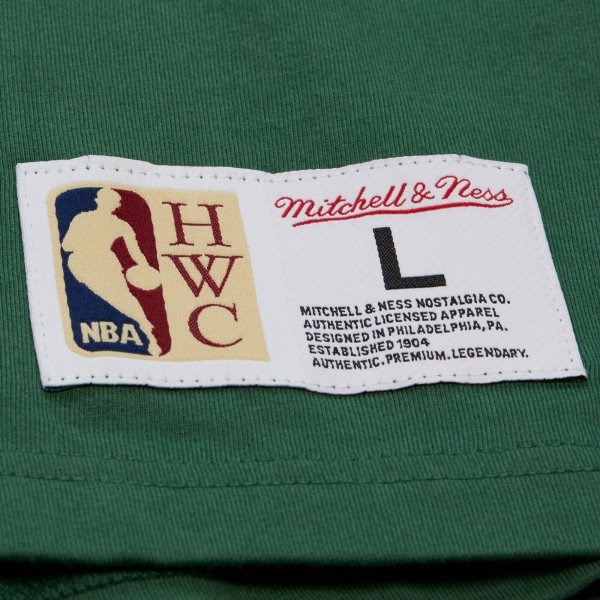 NBA
H
W
C
Mitchell & Ness
L
MITCHELL & NESS NOSTALGIA CO.
AUTHENTIC LICENSED APPAREL
DESIGNED IN PHILADELPHIA, PA.
ESTABLISHED 1904
AUTHENTIC. PREMIUM. LEGENDARY.